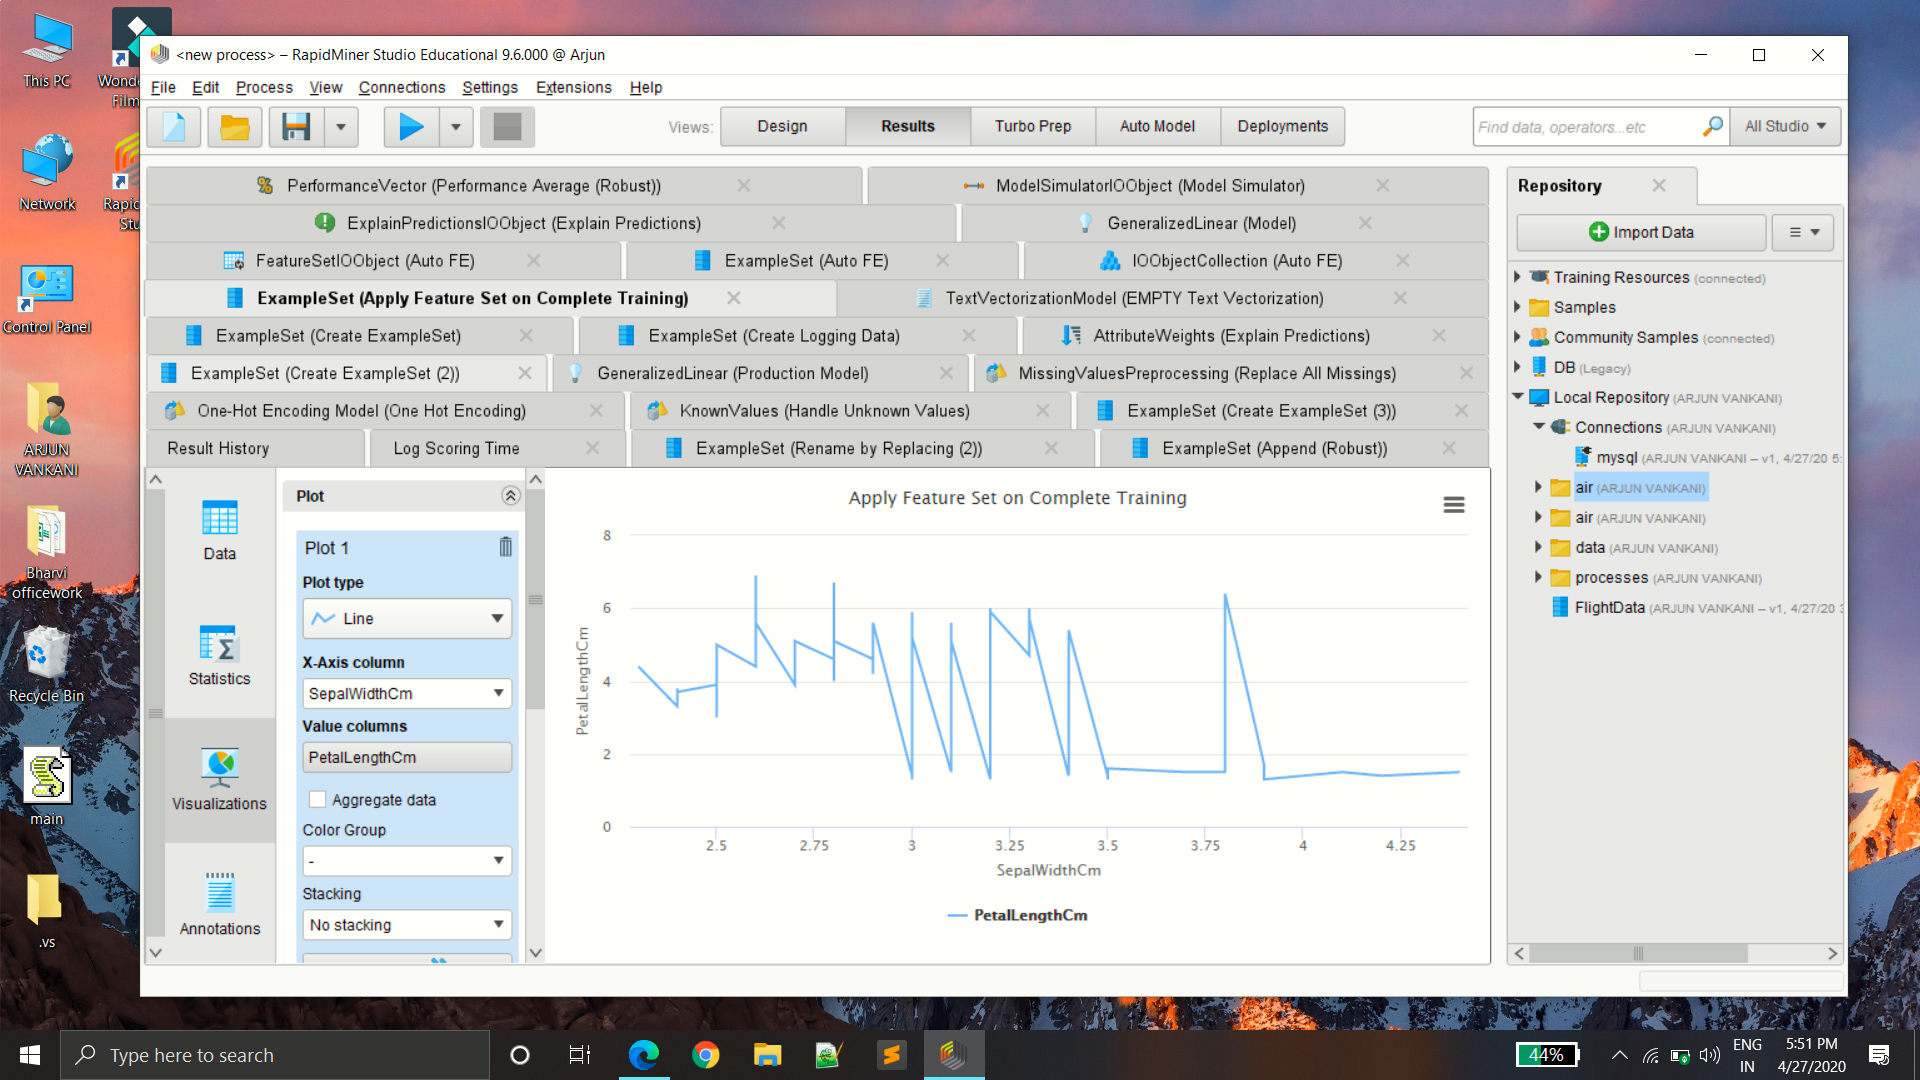 This PC
Wonde
Film
Network
Rapid
Stu
Control Panel
ARJUN
VANKANI
Bharvi
officework
Recycle Bin
main
.vs
<new process> – RapidMiner Studio Educational 9.6.000 @ Arjun
File Edit Process View Connections Settings Extensions Help
Views: Design Results Turbo Prep Auto Model Deployments
Find data, operators...etc All Studio
PerformanceVector (Performance Average (Robust)) ModelSimulatorIOObject (Model Simulator)
ExplainPredictionsIOObject (Explain Predictions) GeneralizedLinear (Model)
FeatureSetIOObject (Auto FE) ExampleSet (Auto FE) IOObjectCollection (Auto FE)
ExampleSet (Apply Feature Set on Complete Training) TextVectorizationModel (EMPTY Text Vectorization)
ExampleSet (Create ExampleSet) ExampleSet (Create Logging Data) AttributeWeights (Explain Predictions)
ExampleSet (Create ExampleSet (2)) GeneralizedLinear (Production Model) MissingValuesPreprocessing (Replace All Missings)
One-Hot Encoding Model (One Hot Encoding) KnownValues (Handle Unknown Values) ExampleSet (Create ExampleSet (3))
Result History Log Scoring Time ExampleSet (Rename by Replacing (2)) ExampleSet (Append (Robust))
Data
Statistics
Visualizations
Annotations
Plot
Plot 1
Plot type
Line
X-Axis column
SepalWidthCm
Value columns
PetalLengthCm
Aggregate data
Color Group
-
Stacking
No stacking
Apply Feature Set on Complete Training
8
6
4
2
0
PetalLengthCm
2.5 2.75 3 3.25 3.5 3.75 4 4.25
SepalWidthCm
PetalLengthCm
Repository
Import Data
Training Resources (connected)
Samples
Community Samples (connected)
DB (Legacy)
Local Repository (ARJUN VANKANI)
Connections (ARJUN VANKANI)
mysql (ARJUN VANKANI – v1, 4/27/20 5:
air (ARJUN VANKANI)
air (ARJUN VANKANI)
data (ARJUN VANKANI)
processes (ARJUN VANKANI)
FlightData (ARJUN VANKANI – v1, 4/27/20 3
Type here to search
44%
ENG
IN
5:51 PM
4/27/2020